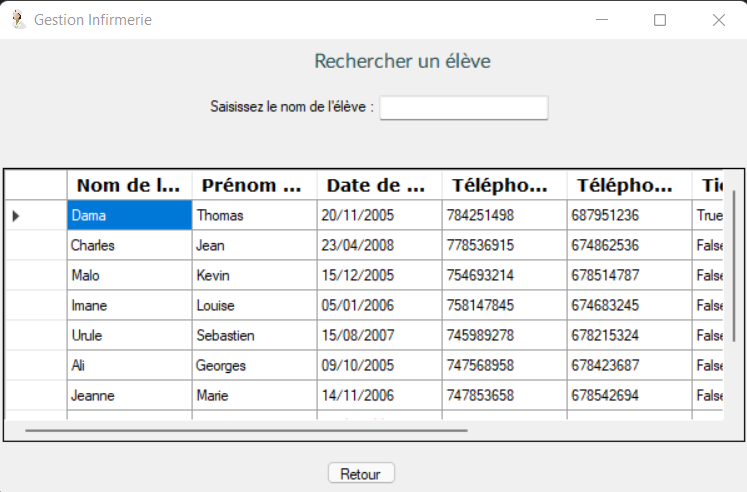 Gestion Infirmerie
Rechercher un élève
Saisissez le nom de l'élève :
Nom de l... Prénom ... Date de ... Télépho... Télépho...
Dama Thomas 20/11/2005 784251498 687951236 True
Charles Jean 23/04/2008 778536915 674862536 False
Malo Kevin 15/12/2005 754693214 678514787 False
Imane Louise 05/01/2006 758147845 674683245 False
Urule Sebastien 15/08/2007 745989278 678215324 False
Ali Georges 09/10/2005 747568958 678423687 False
Jeanne Marie 14/11/2006 747853658 678542694 False
Retour